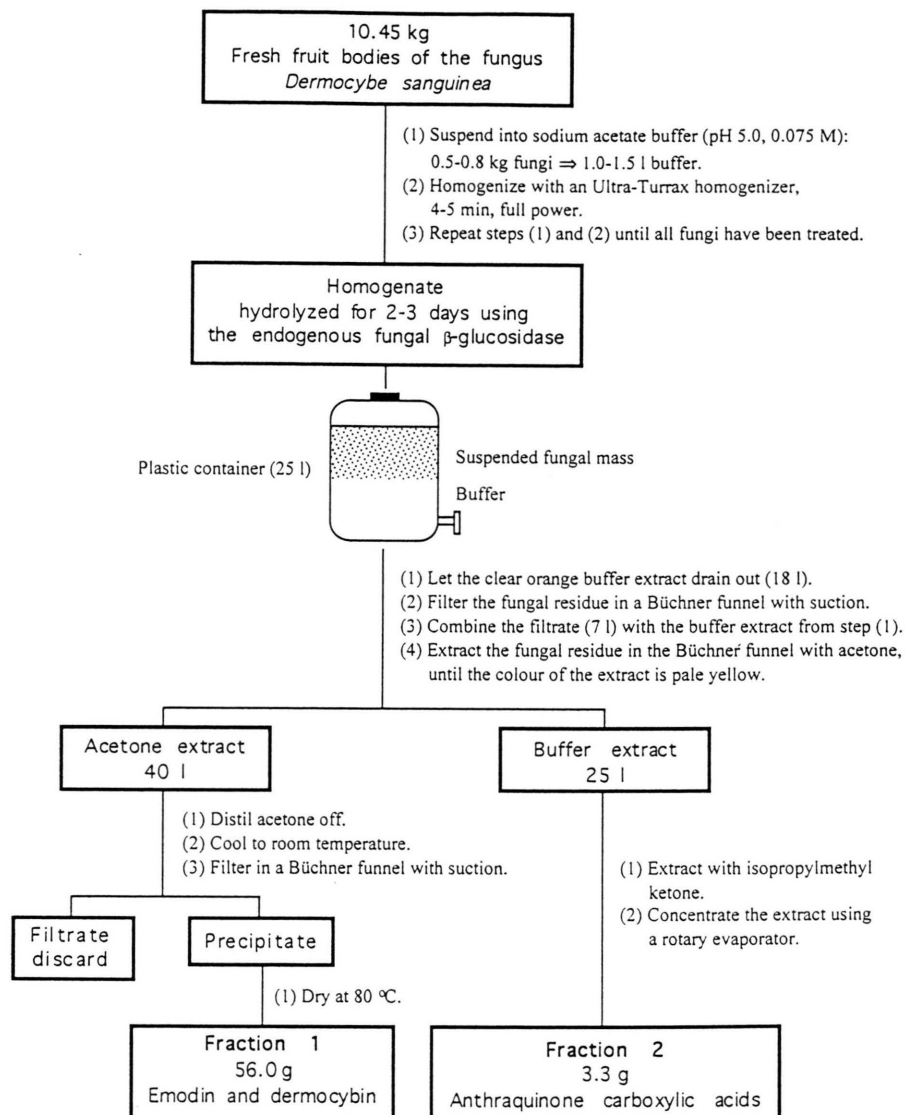 10.45 kg
Fresh fruit bodies of the fungus
Dermocybe sanguinea
(1) Suspend into sodium acetate buffer (pH 5.0, 0.075 M):
0.5-0.8 kg fungi ⇒ 1.0-1.5 l buffer.
(2) Homogenize with an Ultra-Turrax homogenizer,
4-5 min, full power.
(3) Repeat steps (1) and (2) until all fungi have been treated.
Homogenate
hydrolyzed for 2-3 days using
the endogenous fungal β-glucosidase
Plastic container (25 l)
Suspended fungal mass
Buffer
(1) Let the clear orange buffer extract drain out (18 l).
(2) Filter the fungal residue in a Büchner funnel with suction.
(3) Combine the filtrate (7 l) with the buffer extract from step (1).
(4) Extract the fungal residue in the Büchner funnel with acetone,
until the colour of the extract is pale yellow.
Acetone extract
40 l
Buffer extract
25 l
(1) Distil acetone off.
(2) Cool to room temperature.
(3) Filter in a Büchner funnel with suction.
(1) Extract with isopropylmethyl
ketone.
(2) Concentrate the extract using
a rotary evaporator.
Filtrate
discard
Precipitate
(1) Dry at 80 ºC.
Fraction 1
56.0 g
Emodin and dermocybin
Fraction 2
3.3 g
Anthraquinone carboxylic acids